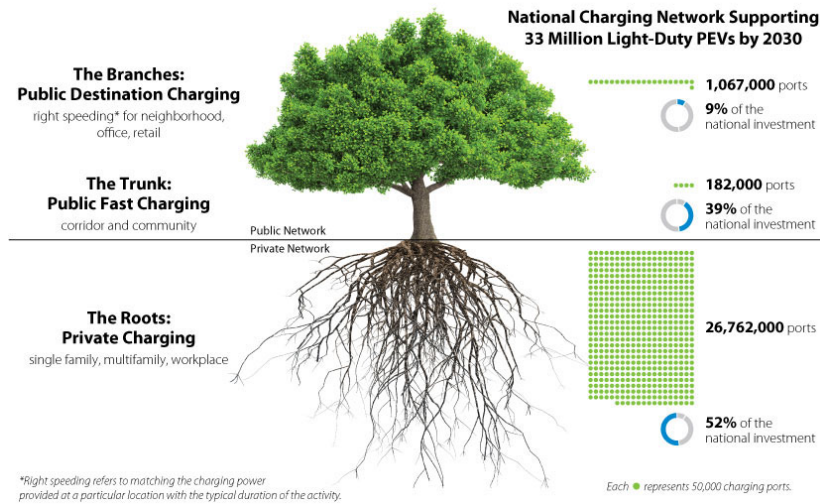 National Charging Network Supporting
33 Million Light-Duty PEVs by 2030
The Branches:
Public Destination Charging
right speeding* for neighborhood,
office, retail
1,067,000 ports
9% of the
national investment
The Trunk:
Public Fast Charging
corridor and community
182,000 ports
39% of the
national investment
Public Network
Private Network
The Roots:
Private Charging
single family, multifamily, workplace
26,762,000 ports
52% of the
national investment
*Right speeding refers to matching the charging power
provided at a particular location with the typical duration of the activity.
Each ● represents 50,000 charging ports.